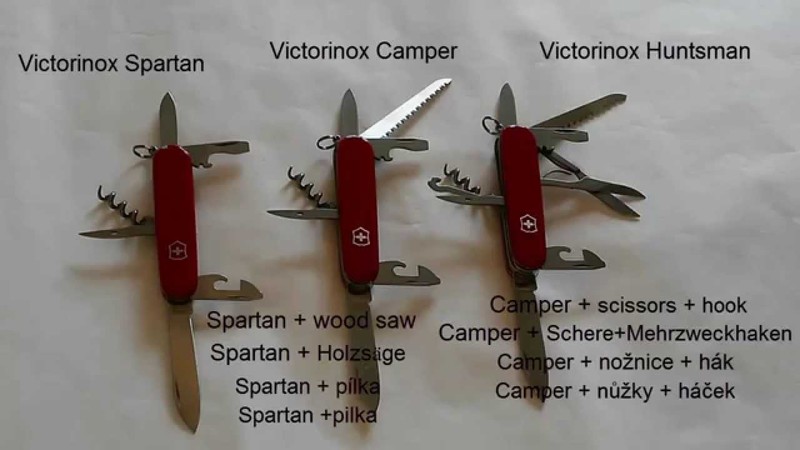 Victorinox Spartan
Victorinox Camper
Victorinox Huntsman
Spartan + wood saw
Spartan + Holzsäge
Spartan + pílka
Spartan +pilka
Camper + scissors + hook
Camper + Schere+Mehrzweckhaken
Camper + nožnice + hák
Camper + nůžky + háček